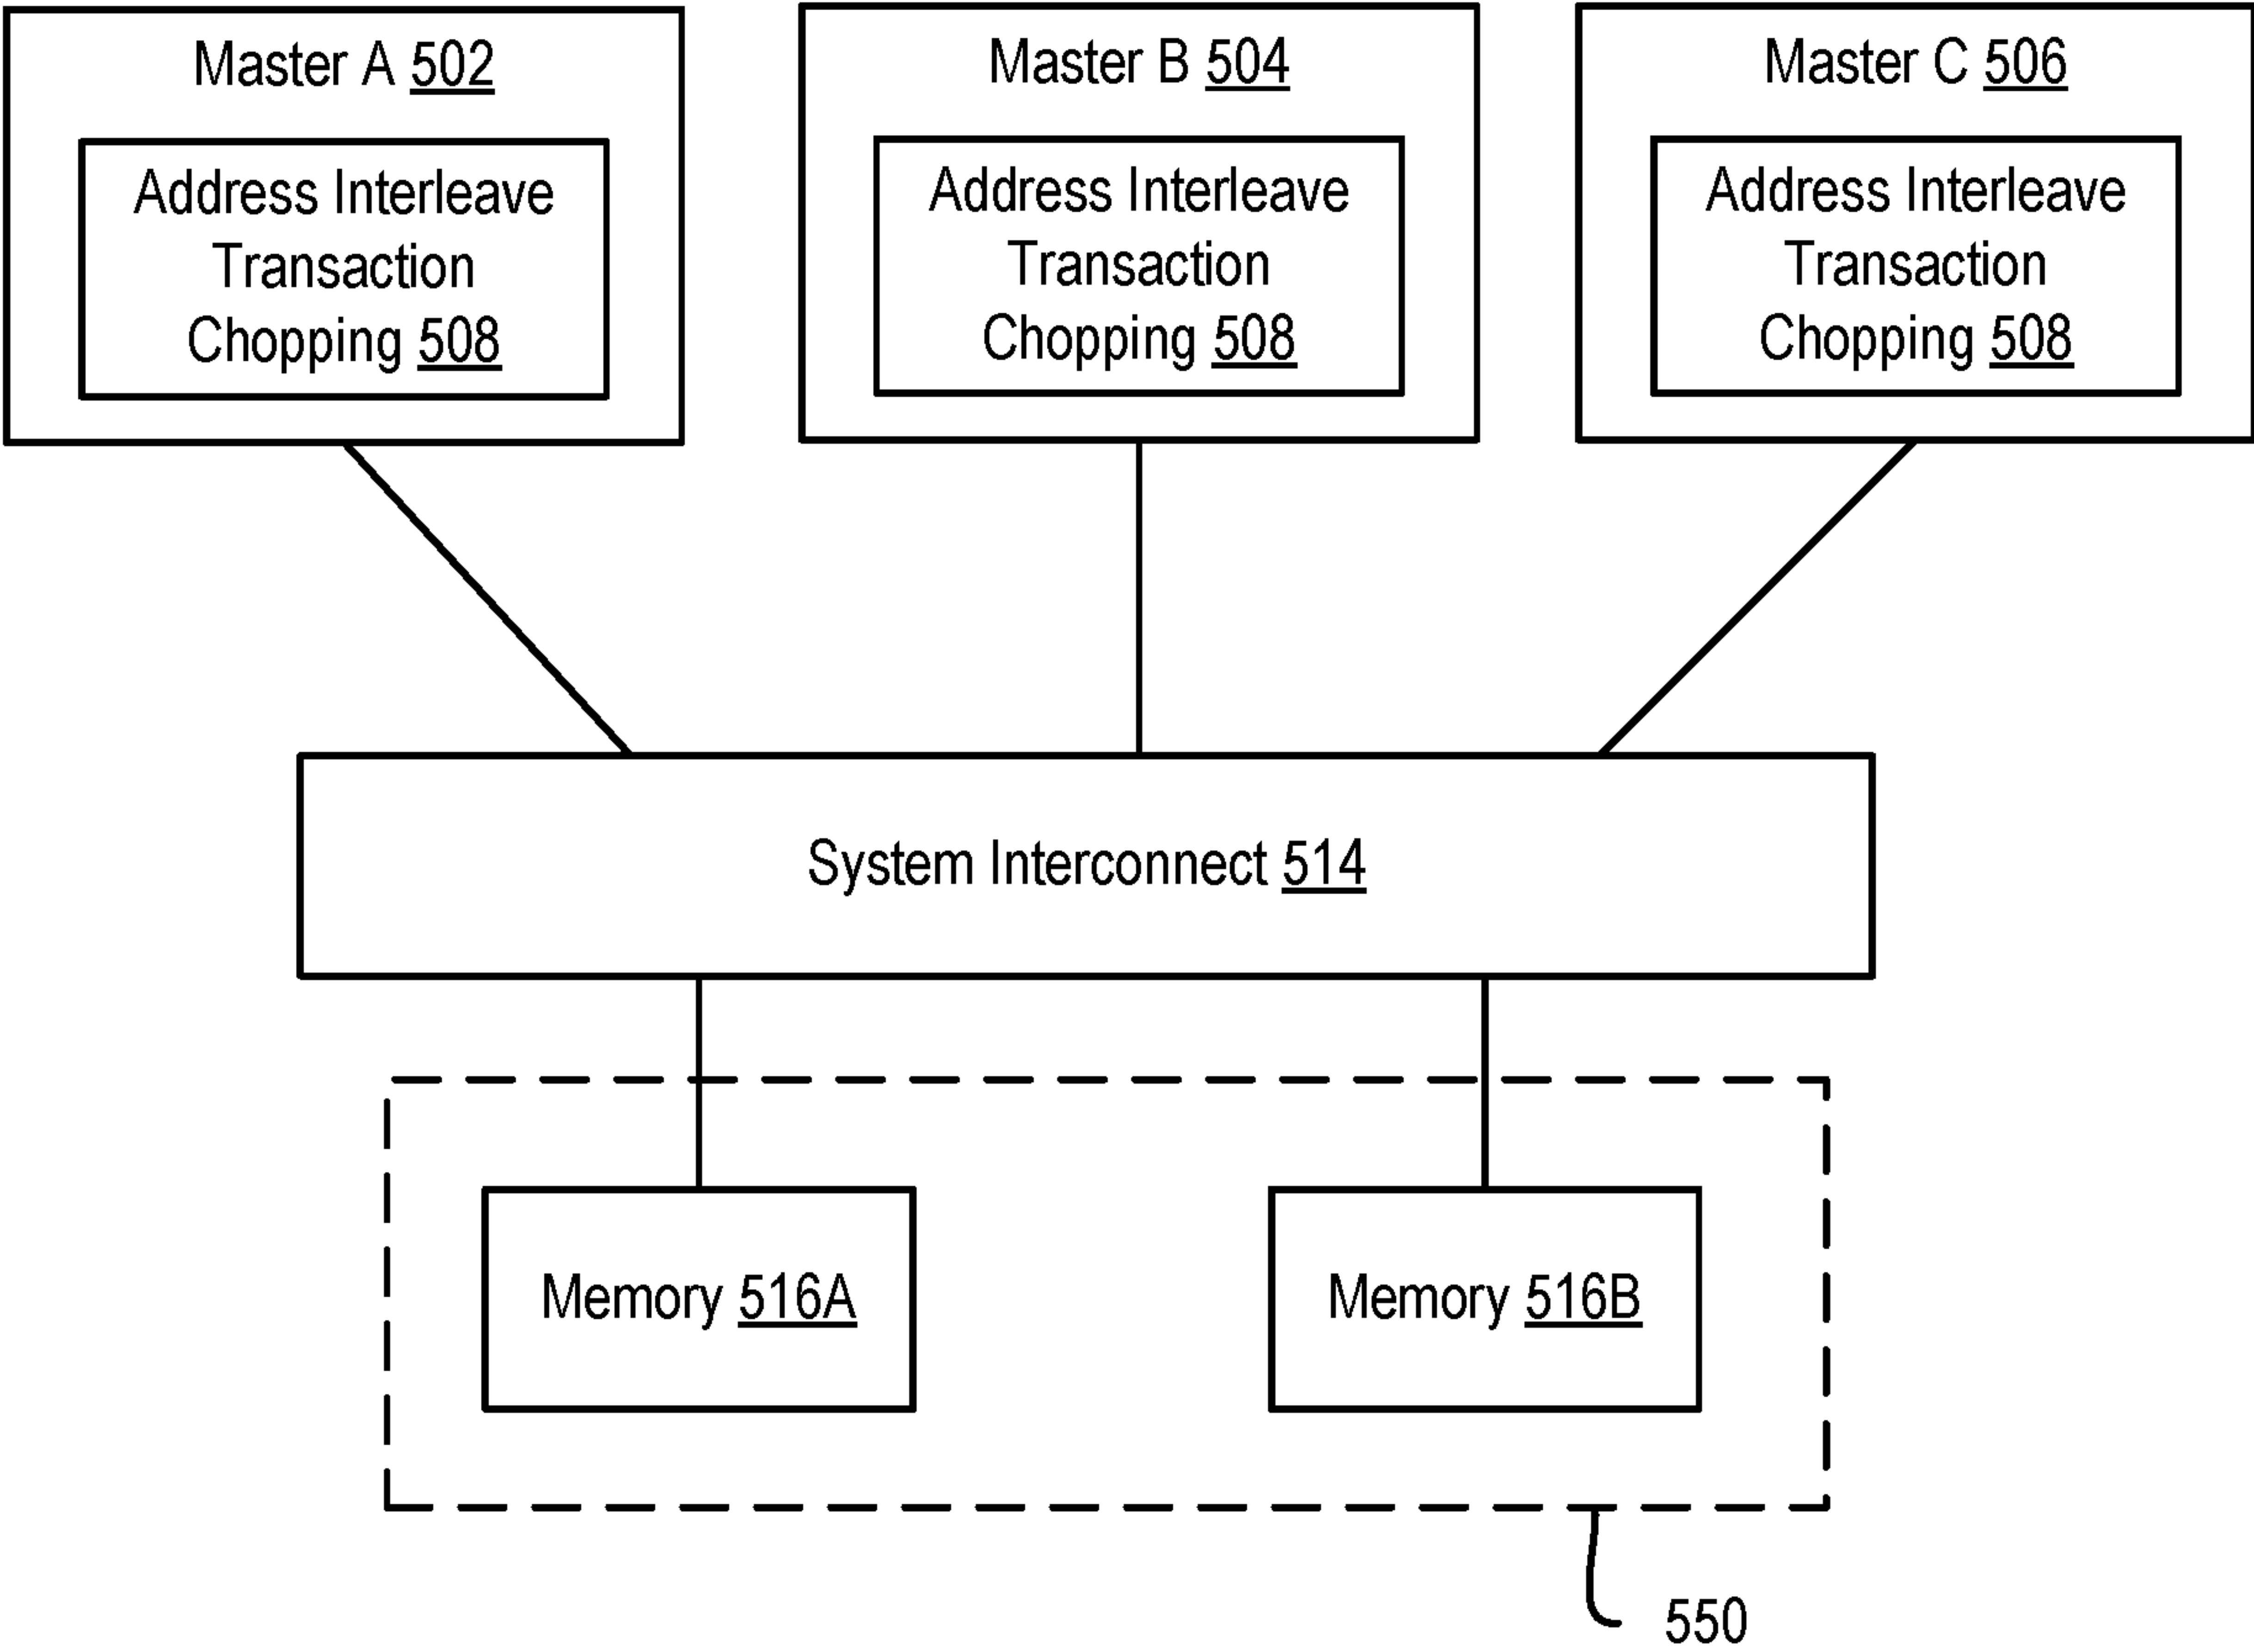 Master A 502
Address Interleave
Transaction
Chopping 508
Master B 504
Address Interleave
Transaction
Chopping 508
Master C 506
Address Interleave
Transaction
Chopping 508
System Interconnect 514
Memory 516A
Memory 516B
550